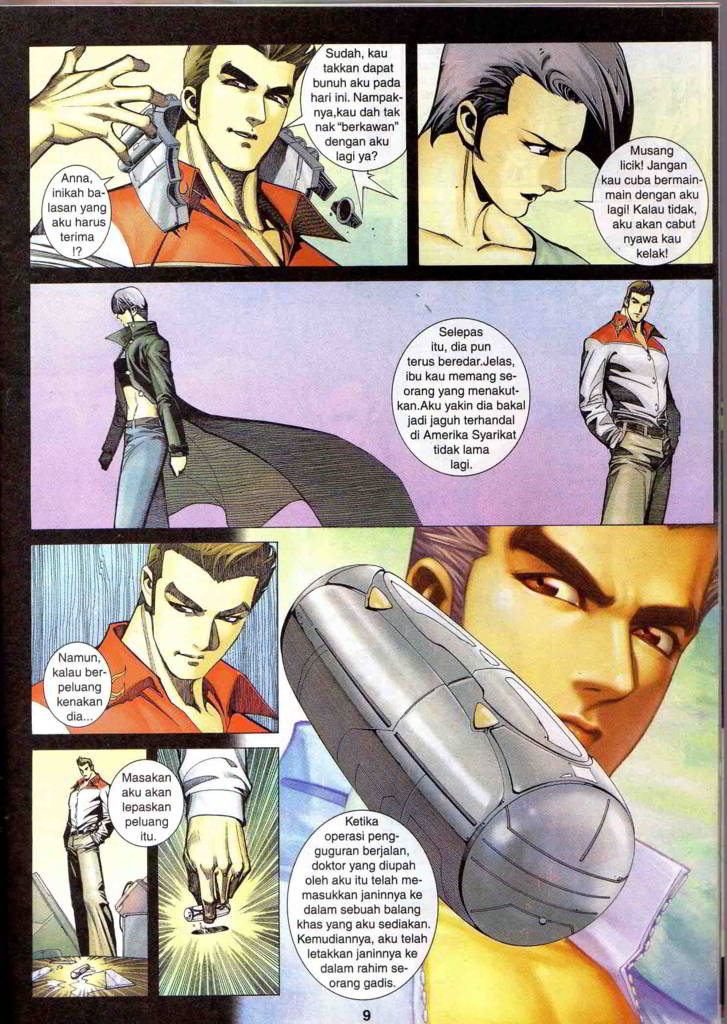 Sudah, kau
takkan dapat
bunuh aku pada
hari ini. Nampak-
nya,kau dah tak
nak "berkawan"
dengan aku
lagi ya?
Anna,
inikah ba-
lasan yang
aku harus
terima
!?
Musang
licik! Jangan
kau cuba bermain-
main dengan aku
lagi! Kalau tidak,
aku akan cabut
nyawa kau
kelak!
Selepas
itu, dia pun
terus beredar.Jelas,
ibu kau memang se-
orang yang menakut-
kan.Aku yakin dia bakal
jadi jaguh terhandal
di Amerika Syarikat
tidak lama
lagi.
Namun,
kalau ber-
peluang
kenakan
dia...
Masakan
aku akan
lepaskan
peluang
itu.
Ketika
operasi peng-
guguran berjalan,
doktor yang diupah
oleh aku itu telah me-
masukkan janinnya ke
dalam sebuah balang
khas yang aku sediakan.
Kemudiannya, aku telah
letakkan janinnya ke
dalam rahim se-
orang gadis.
9